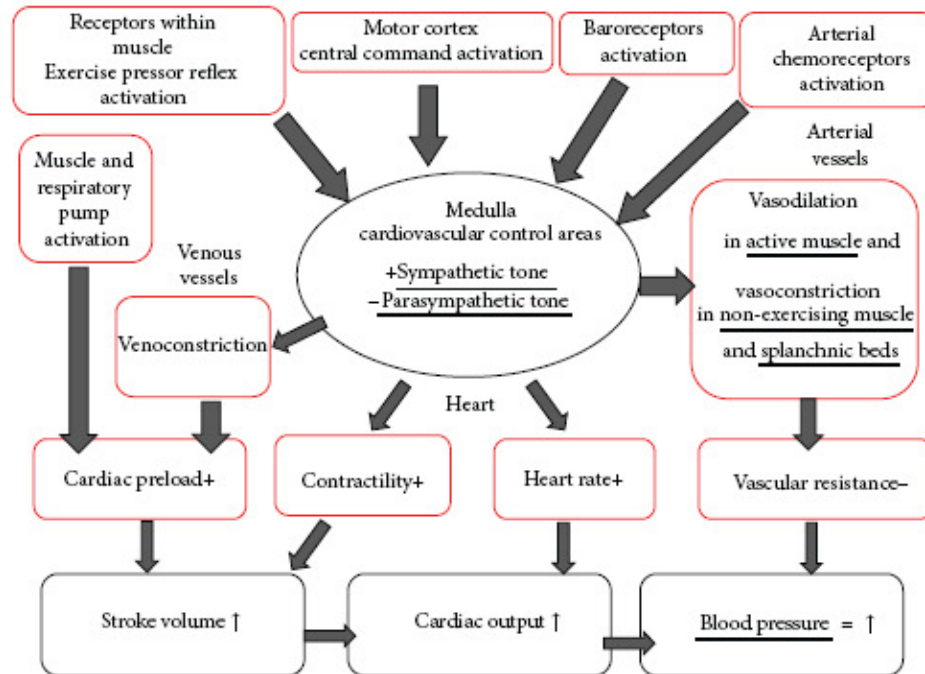 Receptors within
muscle
Exercise pressor reflex
activation
Motor cortex
central command activation
Baroreceptors
activation
Arterial
chemoreceptors
activation
Muscle and
respiratory
pump
activation
Venous
vessels
Venoconstriction
Medulla
cardiovascular control areas
+Sympathetic tone
–Parasympathetic tone
Arterial
vessels
Vasodilation
in active muscle and
vasoconstriction
in non-exercising muscle
and splanchnic beds
Heart
Cardiac preload+
Contractility+
Heart rate+
Vascular resistance–
Stroke volume ↑
Cardiac output ↑
Blood pressure = ↑